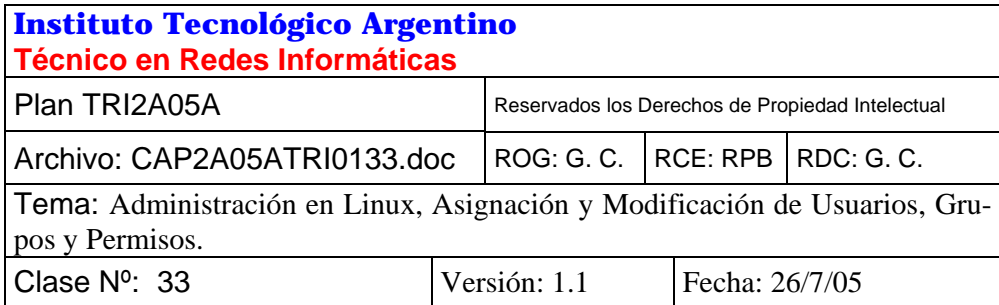 Instituto Tecnológico Argentino
Técnico en Redes Informáticas
Plan TRI2A05A Reservados los Derechos de Propiedad Intelectual
Archivo: CAP2A05ATRI0133.doc ROG: G. C. RCE: RPB RDC: G. C.
Tema: Administración en Linux, Asignación y Modificación de Usuarios, Gru-
pos y Permisos.
Clase Nº: 33 Versión: 1.1 Fecha: 26/7/05